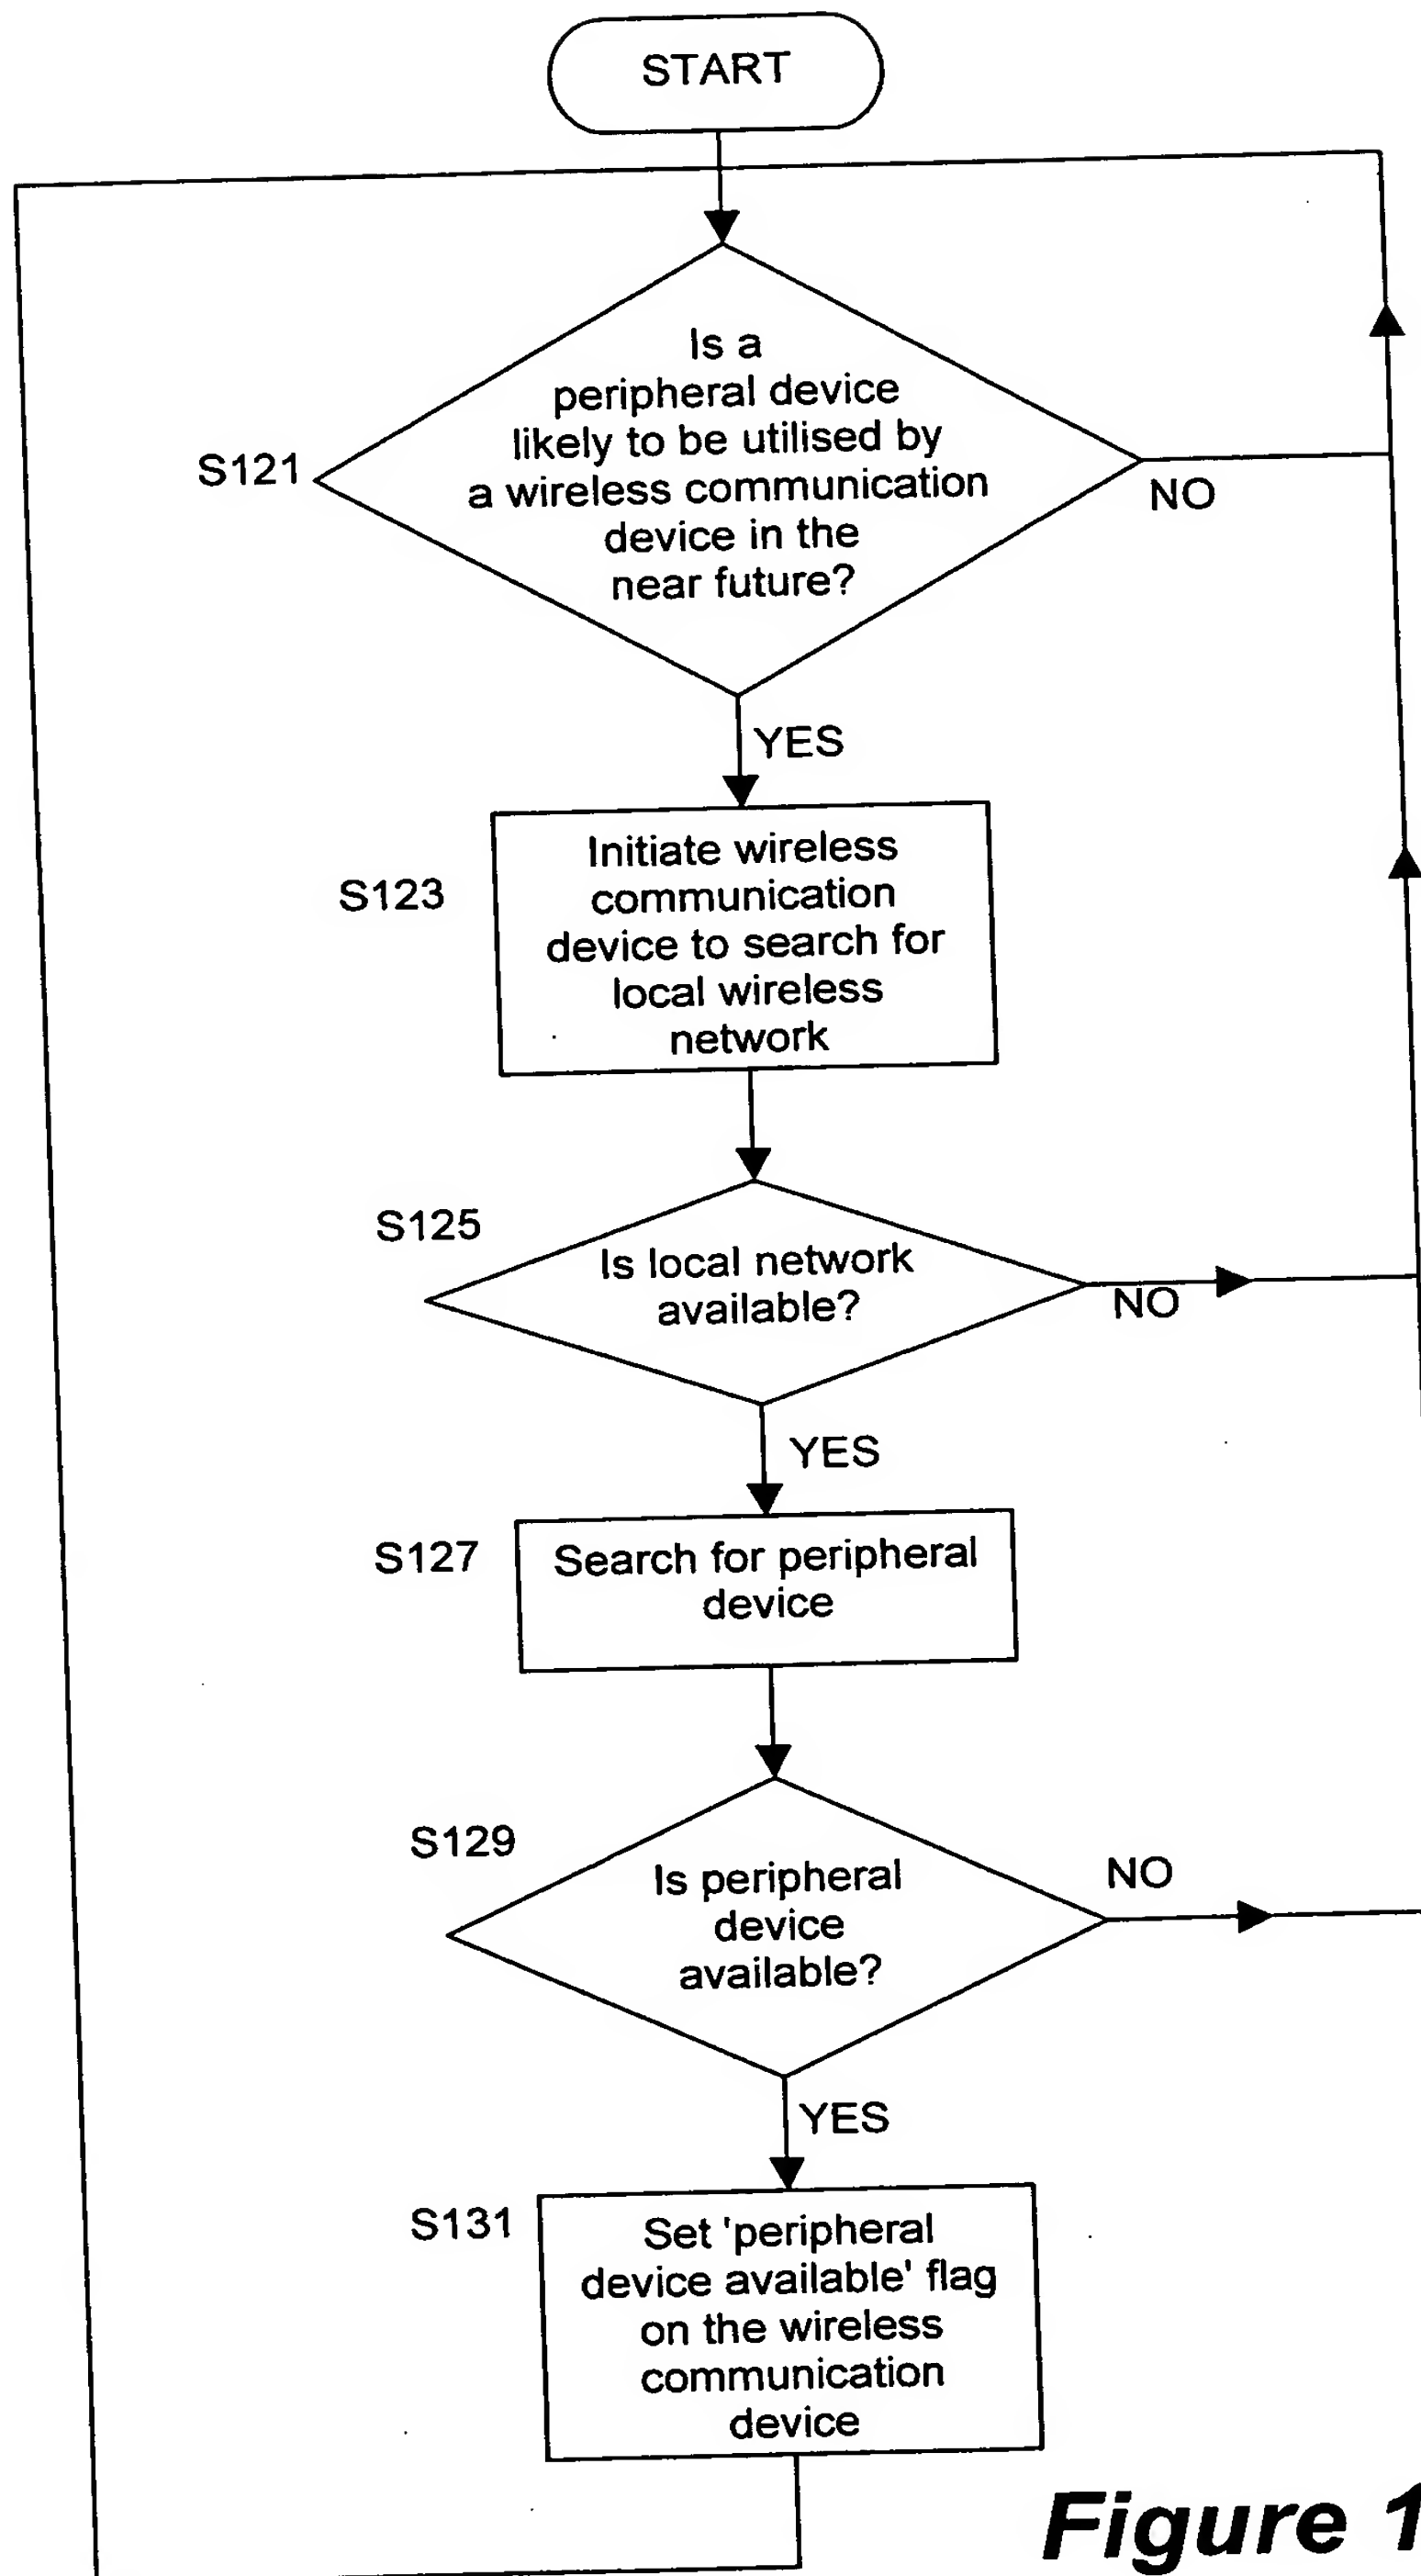 START
Is a
peripheral device
likely to be utilised by
a wireless communication
device in the
near future?
S121
NO
YES
S123
Initiate wireless
communication
device to search for
local wireless
network
S125
Is local network
available?
NO
YES
S127
Search for peripheral
device
S129
Is peripheral
device
available?
NO
YES
S131
Set 'peripheral
device available' flag
on the wireless
communication
device
Figure 1